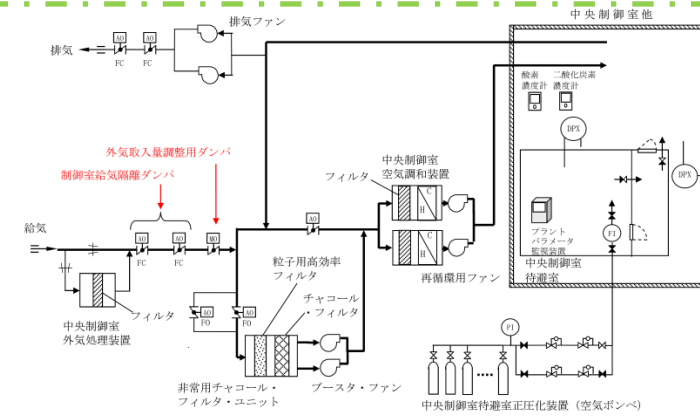 中央制御室他
排気ファン
排気
AO
AO
FC
FC
酸素
濃度計
二酸化炭素
濃度計
DPX
DPX
外気取入量調整用ダンパ
制御室給気隔離ダンパ
中央制御室
空気調和装置
フィルタ
C
H
C
H
給気
AO
AO
MO
FC
FC
AO
FI
プラント
パラメータ
監視装置
中央制御室
待避室
再循環用ファン
粒子用高効率
フィルタ
チャコール
・フィルタ
フィルタ
AO
FO
AO
FO
中央制御室
外気処理装置
PI
非常用チャコール・
フィルタ・ユニット
ブースタ・ファン
中央制御室待避室正圧化装置（空気ボンベ）